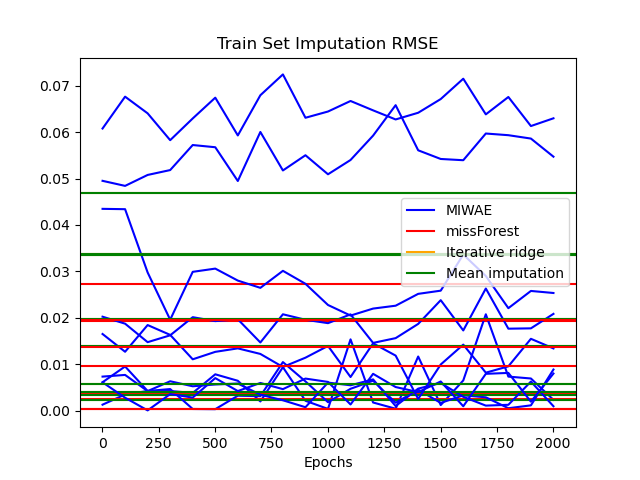 Train Set Imputation RMSE
0.07
0.06
0.05
0.04
0.03
0.02
0.01
0.00
MIWAE
missForest
Iterative ridge
Mean imputation
0 250 500 750 1000 1250 1500 1750 2000
Epochs